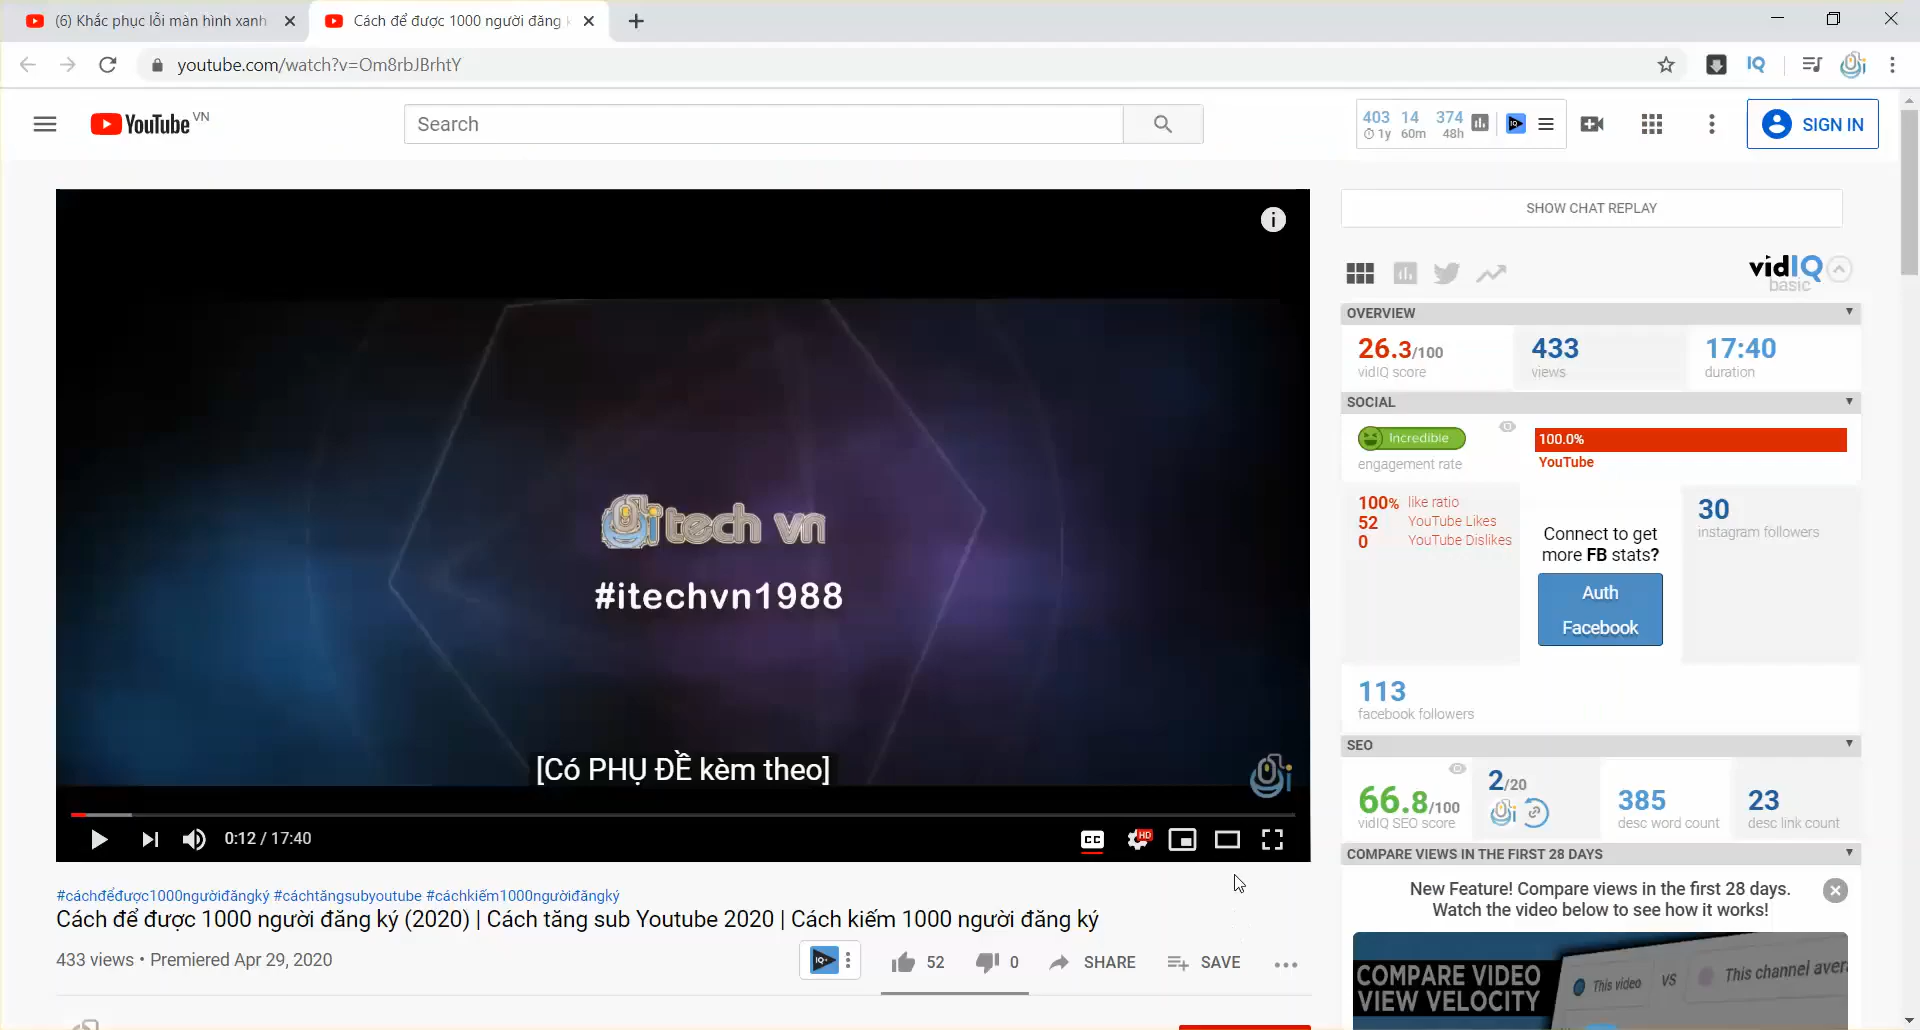 (6) Khắc phục lỗi màn hình xanh
Cách để được 1000 người đăng
youtube.com/watch?v=Om8rbJBrhtY
IQ
YouTube VN
Search
403 14 374
1y 60m 48h
SIGN IN
SHOW CHAT REPLAY
vidIQ
basic
OVERVIEW
26.3/100 433 17:40
vidIQ score views duration
SOCIAL
Incredible
engagement rate
100.0%
YouTube
100% like ratio
52 YouTube Likes
0 YouTube Dislikes
Connect to get
more FB stats?
Auth
Facebook
30
instagram followers
113
facebook followers
SEO
66.8/100
vidIQ SEO score
2/20
385
desc word count
23
desc link count
COMPARE VIEWS IN THE FIRST 28 DAYS
New Feature! Compare views in the first 28 days.
Watch the video below to see how it works!
COMPARE VIDEO
VIEW VELOCITY
This video VS This channel aver
i tech vn
#itechvn1988
[Có PHỤ ĐỀ kèm theo]
0:12 / 17:40
CC
HD
#cáchđểđược1000ngườiđăngký #cáchtăngsubyoutube #cáchkiếm1000ngườiđăngký
Cách để được 1000 người đăng ký (2020) | Cách tăng sub Youtube 2020 | Cách kiếm 1000 người đăng ký
433 views • Premiered Apr 29, 2020
IQ
52
0
SHARE
SAVE